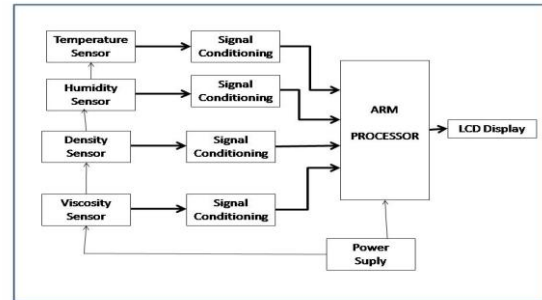 Temperature
Sensor
Signal
Conditioning
Humidity
Sensor
Signal
Conditioning
Density
Sensor
Signal
Conditioning
Viscosity
Sensor
Signal
Conditioning
ARM
PROCESSOR
LCD Display
Power
Suply